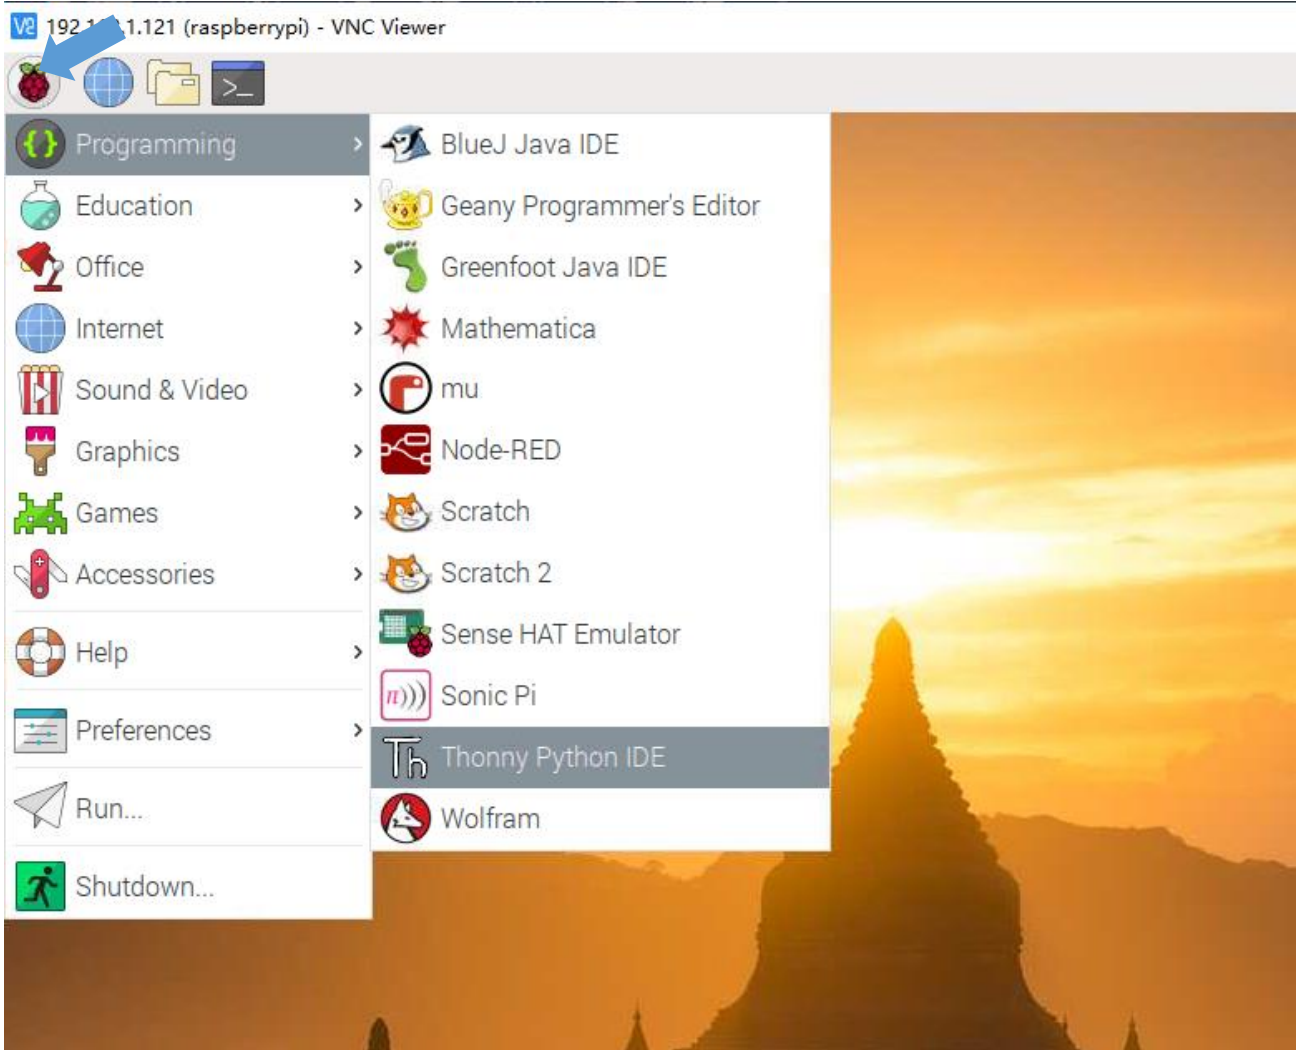 192.1 .1.121 (raspberrypi) - VNC Viewer
Programming
Education
Office
Internet
Sound & Video
Graphics
Games
Accessories
Help
Preferences
Run...
Shutdown...
BlueJ Java IDE
Geany Programmer's Editor
Greenfoot Java IDE
Mathematica
mu
Node-RED
Scratch
Scratch 2
Sense HAT Emulator
π)))
Sonic Pi
Th
Thonny Python IDE
Wolfram